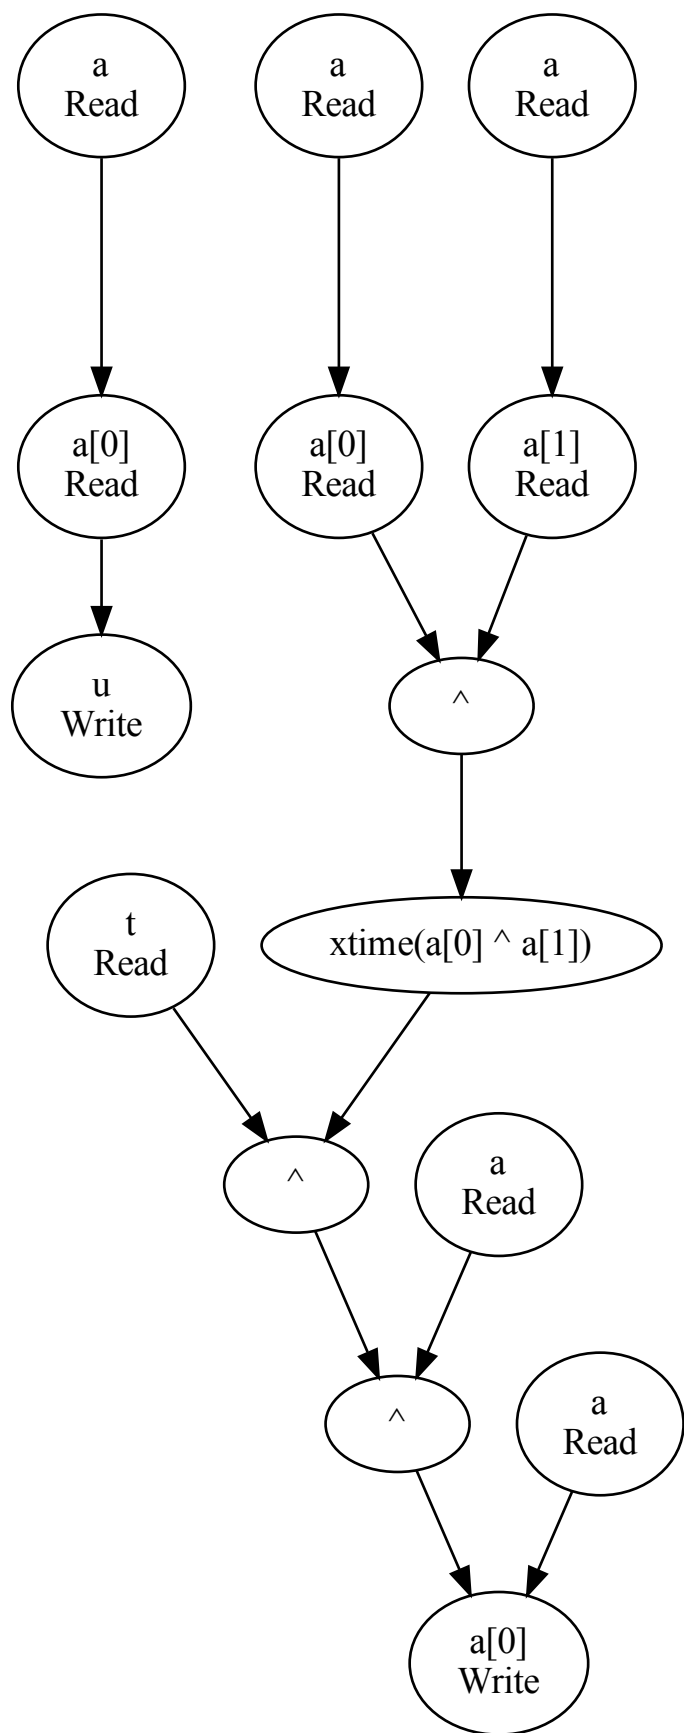 a
Read
a
Read
a
Read
a[0]
Read
a[0]
Read
a[1]
Read
u
Write
^
t
Read
xtime(a[0] ^ a[1])
^
a
Read
^
a
Read
a[0]
Write